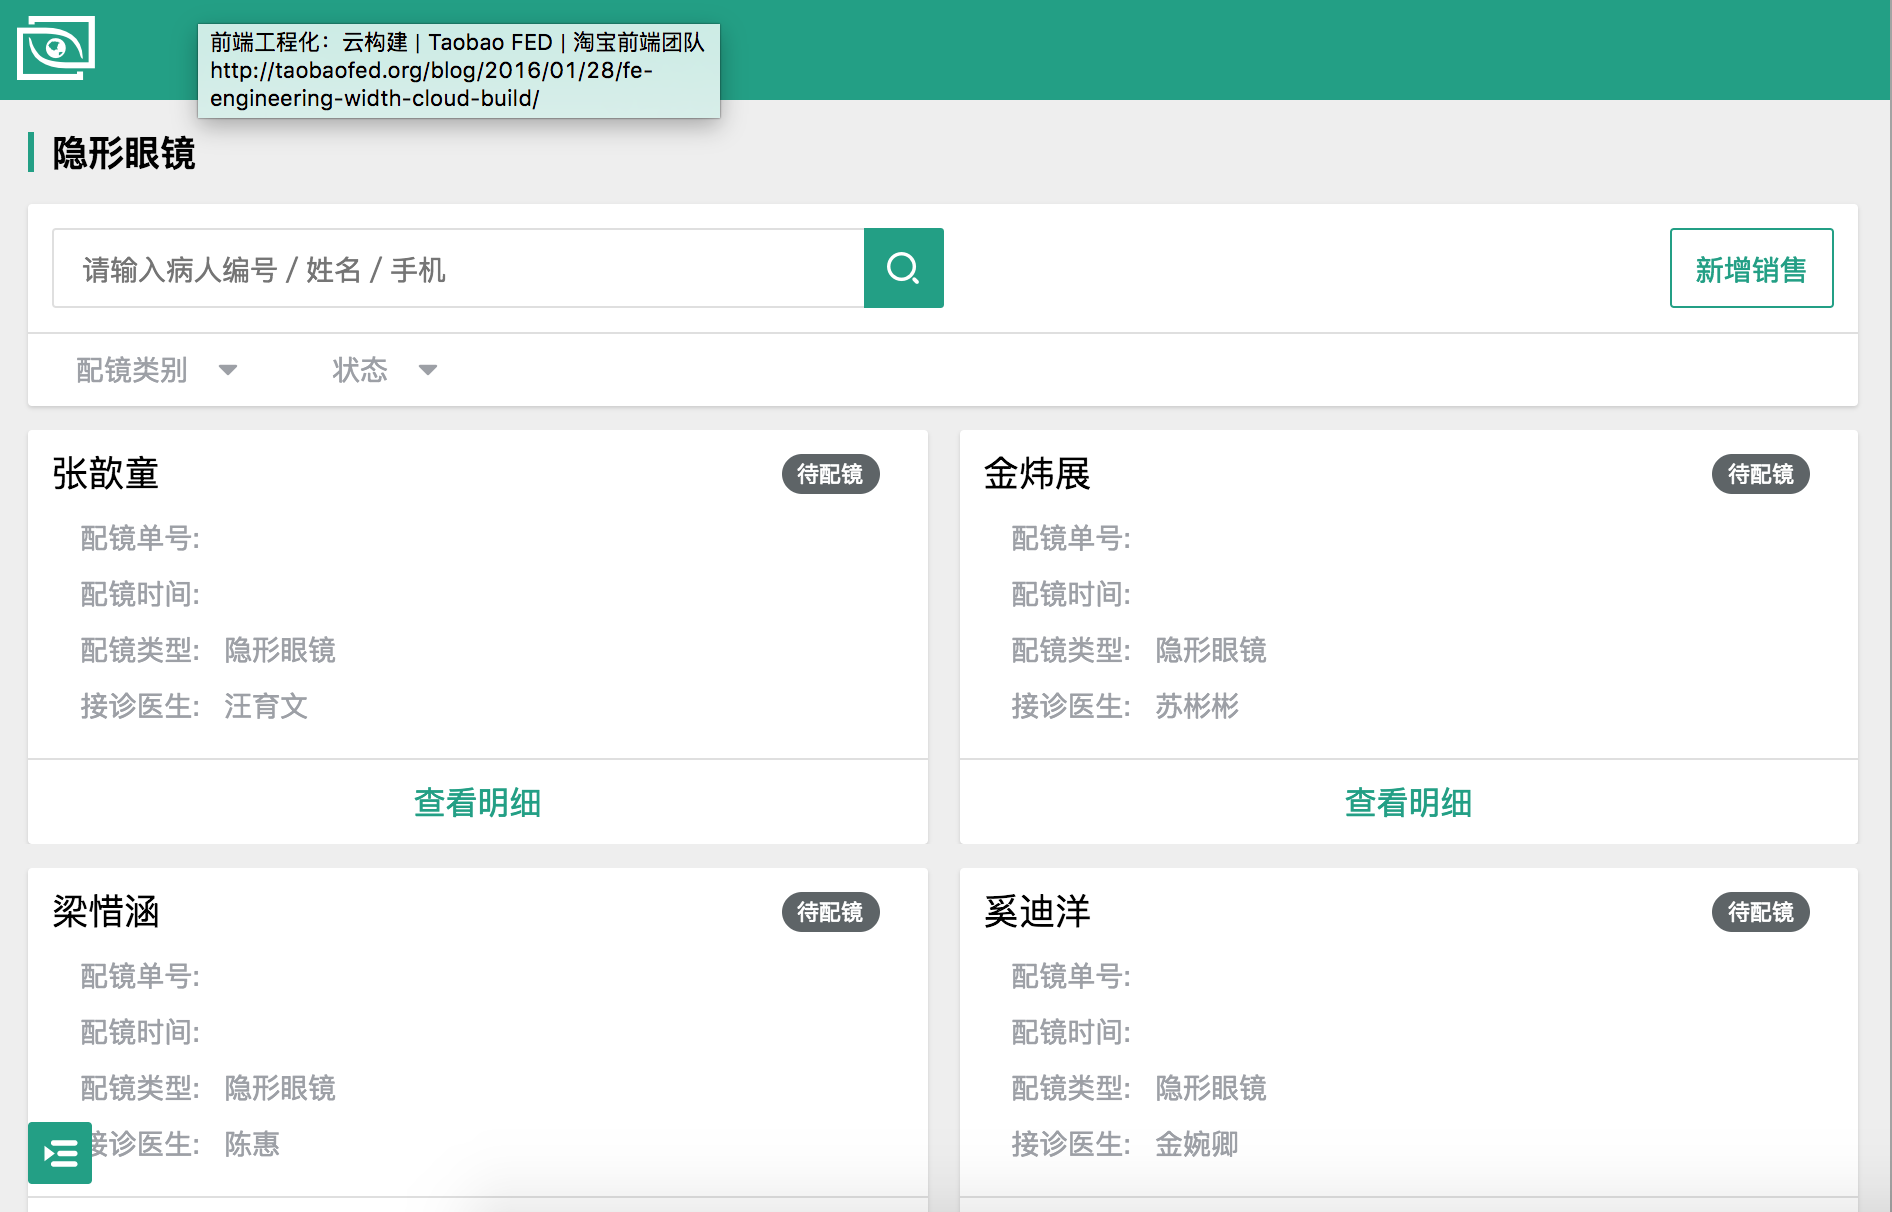 前端工程化：云构建 | Taobao FED | 淘宝前端团队
http://taobaofed.org/blog/2016/01/28/fe-
engineering-width-cloud-build/
隐形眼镜
请输入病人编号 / 姓名 / 手机
新增销售
配镜类别
状态
张歆童
待配镜
配镜单号:
配镜时间:
配镜类型: 隐形眼镜
接诊医生: 汪育文
查看明细
金炜展
待配镜
配镜单号:
配镜时间:
配镜类型: 隐形眼镜
接诊医生: 苏彬彬
查看明细
梁惜涵
待配镜
配镜单号:
配镜时间:
配镜类型: 隐形眼镜
接诊医生: 陈惠
奚迪洋
待配镜
配镜单号:
配镜时间:
配镜类型: 隐形眼镜
接诊医生: 金婉卿